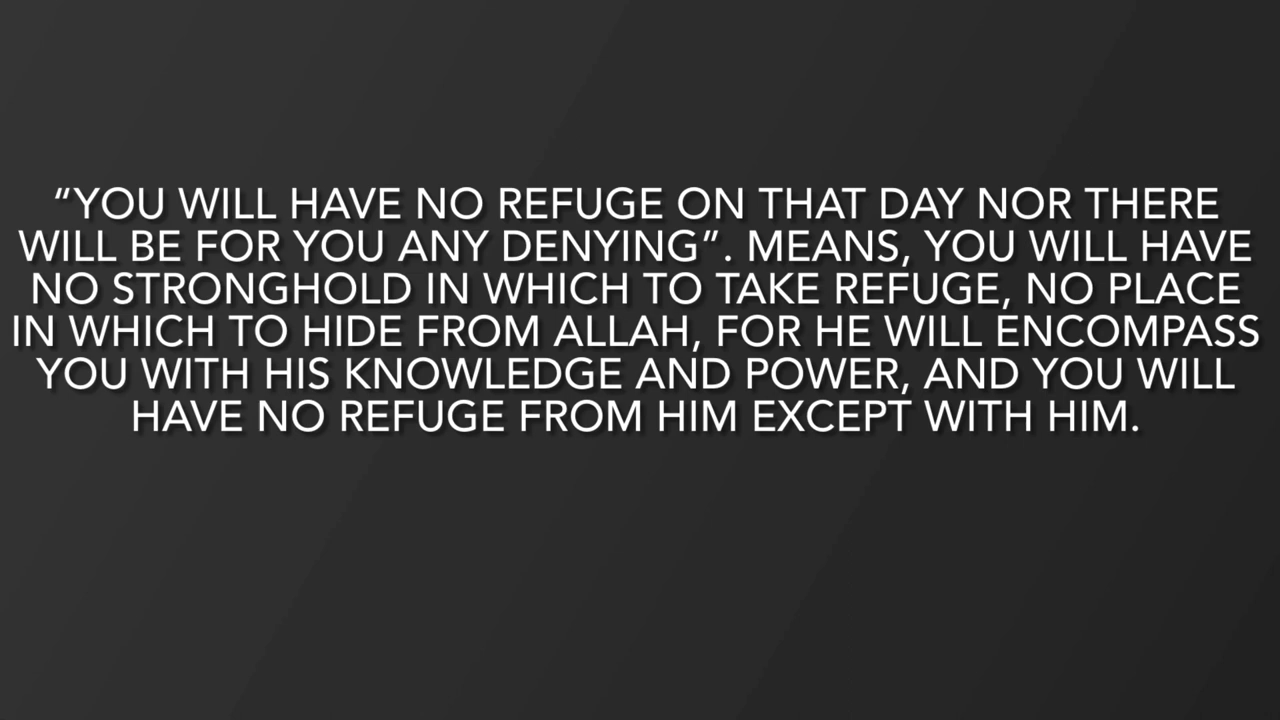 “YOU WILL HAVE NO REFUGE ON THAT DAY NOR THERE
WILL BE FOR YOU ANY DENYING”. MEANS, YOU WILL HAVE
NO STRONGHOLD IN WHICH TO TAKE REFUGE, NO PLACE
IN WHICH TO HIDE FROM ALLAH, FOR HE WILL ENCOMPASS
YOU WITH HIS KNOWLEDGE AND POWER, AND YOU WILL
HAVE NO REFUGE FROM HIM EXCEPT WITH HIM.